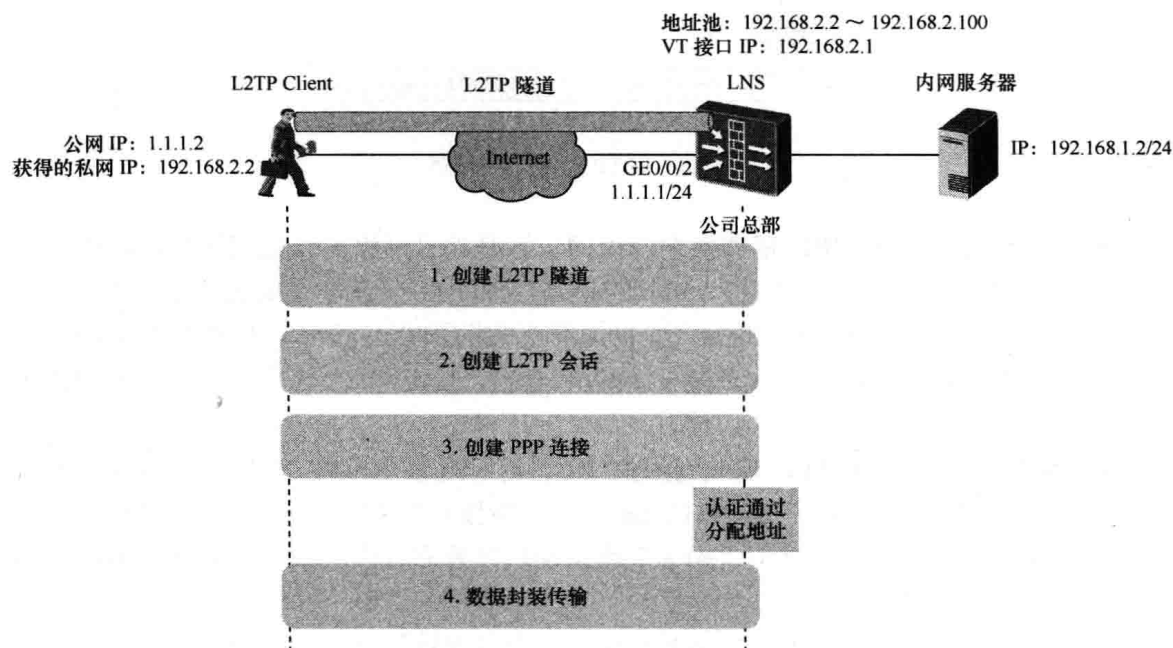 地址池：192.168.2.2 ～ 192.168.2.100
VT 接口 IP：192.168.2.1
L2TP Client
L2TP 隧道
LNS
内网服务器
公网 IP：1.1.1.2
获得的私网 IP：192.168.2.2
Internet
GE0/0/2
1.1.1.1/24
IP：192.168.1.2/24
公司总部
1. 创建 L2TP 隧道
2. 创建 L2TP 会话
3. 创建 PPP 连接
认证通过
分配地址
4. 数据封装传输